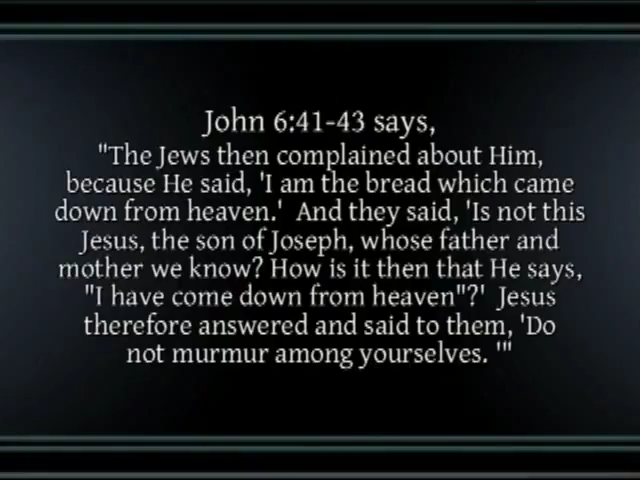 John 6:41-43 says,
"The Jews then complained about Him,
because He said, 'I am the bread which came
down from heaven.'  And they said, 'Is not this
Jesus, the son of Joseph, whose father and
mother we know? How is it then that He says,
"I have come down from heaven"?'  Jesus
therefore answered and said to them, 'Do
not murmur among yourselves. '"